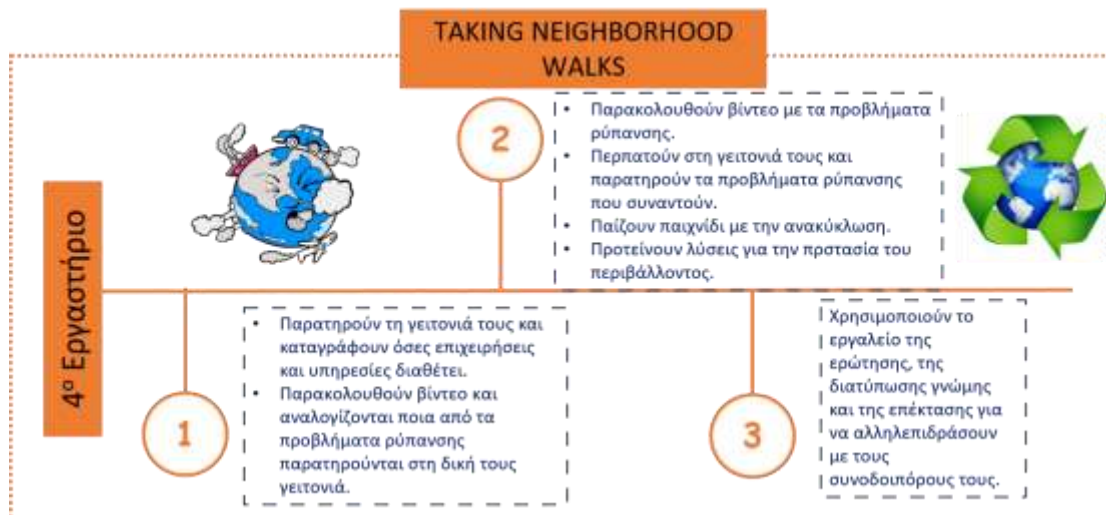 TAKING NEIGHBORHOOD
WALKS
4ο Εργαστήριο
1
• Παρατηρούν τη γειτονιά τους και
καταγράφουν όσες επιχειρήσεις
και υπηρεσίες διαθέτει.
• Παρακολουθούν βίντεο και
αναλογίζονται ποια από τα
προβλήματα ρύπανσης
παρατηρούνται στη δική τους
γειτονιά.
2
• Παρακολουθούν βίντεο με τα προβλήματα
ρύπανσης.
• Περπατούν στη γειτονιά τους και
παρατηρούν τα προβλήματα ρύπανσης
που συναντούν.
• Παίζουν παιχνίδι με την ανακύκλωση.
• Προτείνουν λύσεις για την πρστασία του
περιβάλλοντος.
3
Χρησιμοποιούν το
εργαλείο της
ερώτησης, της
διατύπωσης γνώμης
και της επέκτασης για
να αλληλεπιδράσουν
με τους
συνοδοιπόρους τους.